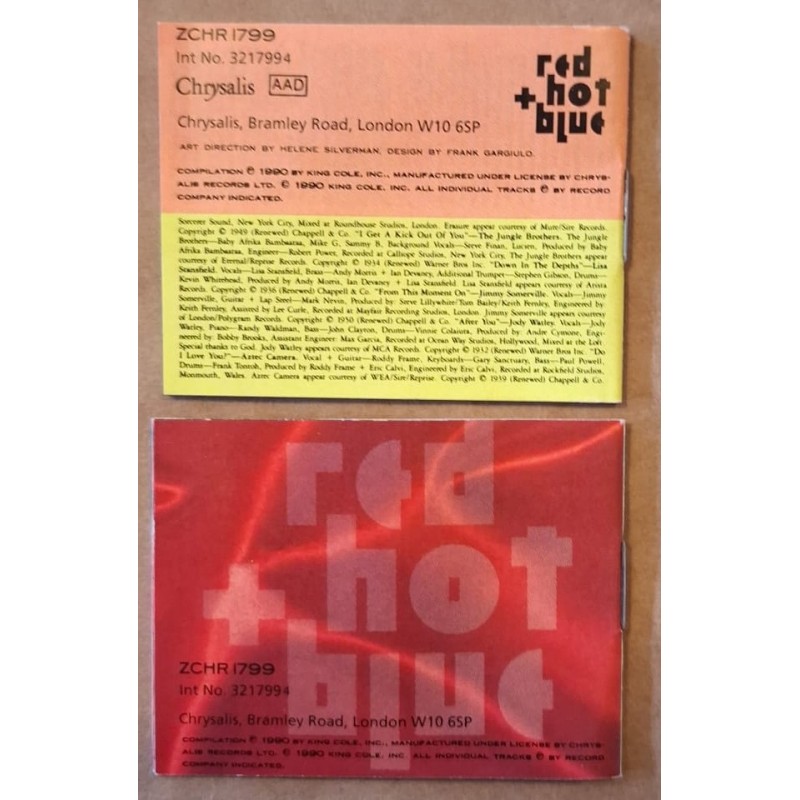 ZCHR 1799
Int No. 3217994
Chrysalis AAD
red
hot
+
blue
Chrysalis, Bramley Road, London W10 6SP
ART DIRECTION BY HELENE SILVERMAN, DESIGN BY FRANK GARGIULO.
COMPILATION ℗ 1990 BY KING COLE, INC., MANUFACTURED UNDER LICENSE BY CHRYS-
ALIS RECORDS LTD. © 1990 KING COLE, INC. ALL INDIVIDUAL TRACKS ℗ BY RECORD
COMPANY INDICATED.
Sorcerer Sound, New York City, Mixed at Roundhouse Studios, London. Erasure appear courtesy of Mute/Sire Records.
Copyright © 1949 (Renewed) Chappell & Co. "I Get A Kick Out Of You"—The Jungle Brothers. The Jungle
Brothers—Baby Afrika Bambaataa, Mike G, Sammy B, Background Vocals—Steve Finan, Lucien, Produced by Baby
Afrika Bambaataa, Engineer—Robert Power, Recorded at Calliope Studios, New York City, The Jungle Brothers appear
courtesy of Eternal/Reprise Records. Copyright © 1934 (Renewed) Warner Bros Inc. "Down In The Depths"—Lisa
Stansfield. Vocals—Lisa Stansfield, Brass—Andy Morris + Ian Devaney, Additional Trumpet—Stephen Gibson, Drums—
Kevin Whitehead, Produced by Andy Morris, Ian Devaney + Lisa Stansfield. Lisa Stansfield appears courtesy of Arista
Records. Copyright © 1936 (Renewed) Chappell & Co. "From This Moment On"—Jimmy Somerville. Vocals—Jimmy
Somerville, Guitar + Lap Steel—Mark Nevin, Produced by: Steve Lillywhite/Tom Bailey/Keith Fernley, Engineered by:
Keith Fernley, Assisted by Lee Curle, Recorded at Mayfair Recording Studios, London. Jimmy Somerville appears courtesy
of London/Polygram Records. Copyright © 1950 (Renewed) Chappell & Co. "After You"—Jody Watley. Vocals—Jody
Watley, Piano—Randy Waldman, Bass—John Clayton, Drums—Vinnie Colaiuta, Produced by: Andre Cymone, Engi-
neered by: Bobby Brooks, Assistant Engineer: Max Garcia, Recorded at Ocean Way Studios, Hollywood, Mixed at the Loft.
Special thanks to God. Jody Watley appears courtesy of MCA Records. Copyright © 1932 (Renewed) Warner Bros Inc. "Do
I Love You?"—Aztec Camera. Vocal + Guitar—Roddy Frame, Keyboards—Gary Sanctuary, Bass—Paul Powell,
Drums—Frank Tontoh, Produced by Roddy Frame + Eric Calvi, Engineered by Eric Calvi, Recorded at Rockfield Studios,
Monmouth, Wales. Aztec Camera appear courtesy of WEA/Sire/Reprise. Copyright © 1939 (Renewed) Chappell & Co.
red
hot
+
blue
ZCHR 1799
Int No. 3217994
Chrysalis, Bramley Road, London W10 6SP
COMPILATION ℗ 1990 BY KING COLE, INC., MANUFACTURED UNDER LICENSE BY CHRYS-
ALIS RECORDS LTD. © 1990 KING COLE, INC. ALL INDIVIDUAL TRACKS ℗ BY RECORD
COMPANY INDICATED.